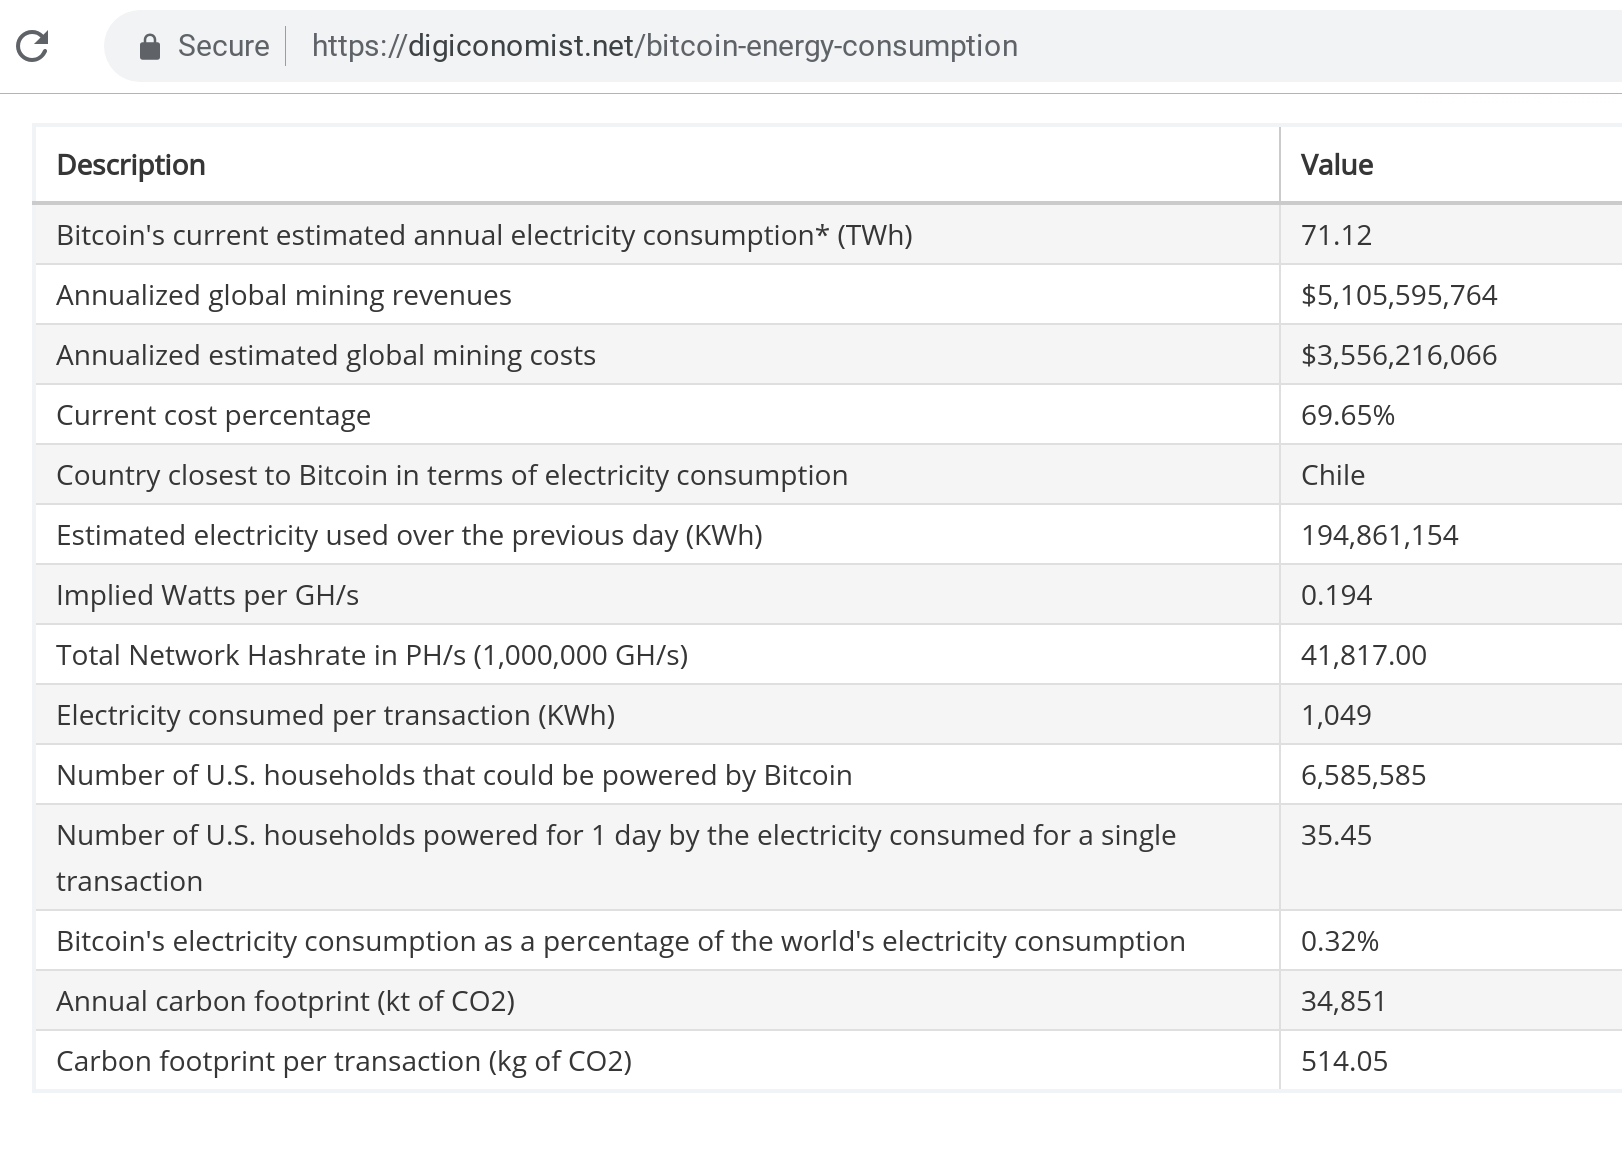 Secure https://digiconomist.net/bitcoin-energy-consumption
Description Value
Bitcoin's current estimated annual electricity consumption* (TWh) 71.12
Annualized global mining revenues $5,105,595,764
Annualized estimated global mining costs $3,556,216,066
Current cost percentage 69.65%
Country closest to Bitcoin in terms of electricity consumption Chile
Estimated electricity used over the previous day (KWh) 194,861,154
Implied Watts per GH/s 0.194
Total Network Hashrate in PH/s (1,000,000 GH/s) 41,817.00
Electricity consumed per transaction (KWh) 1,049
Number of U.S. households that could be powered by Bitcoin 6,585,585
Number of U.S. households powered for 1 day by the electricity consumed for a single 35.45
transaction
Bitcoin's electricity consumption as a percentage of the world's electricity consumption 0.32%
Annual carbon footprint (kt of CO2) 34,851
Carbon footprint per transaction (kg of CO2) 514.05